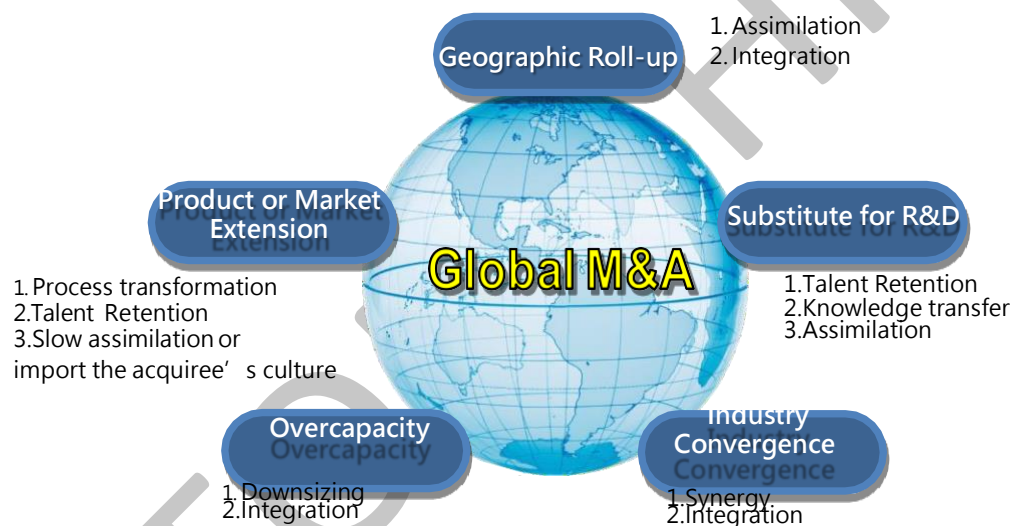 Geographic Roll-up
1. Assimilation
2. Integration
Product or Market
Extension
1. Process transformation
2.Talent Retention
3.Slow assimilation or
import the acquiree’s culture
Substitute for R&D
1.Talent Retention
2.Knowledge transfer
3.Assimilation
Global M&A
Overcapacity
1. Downsizing
2.Integration
Industry
Convergence
1.Synergy
2.Integration